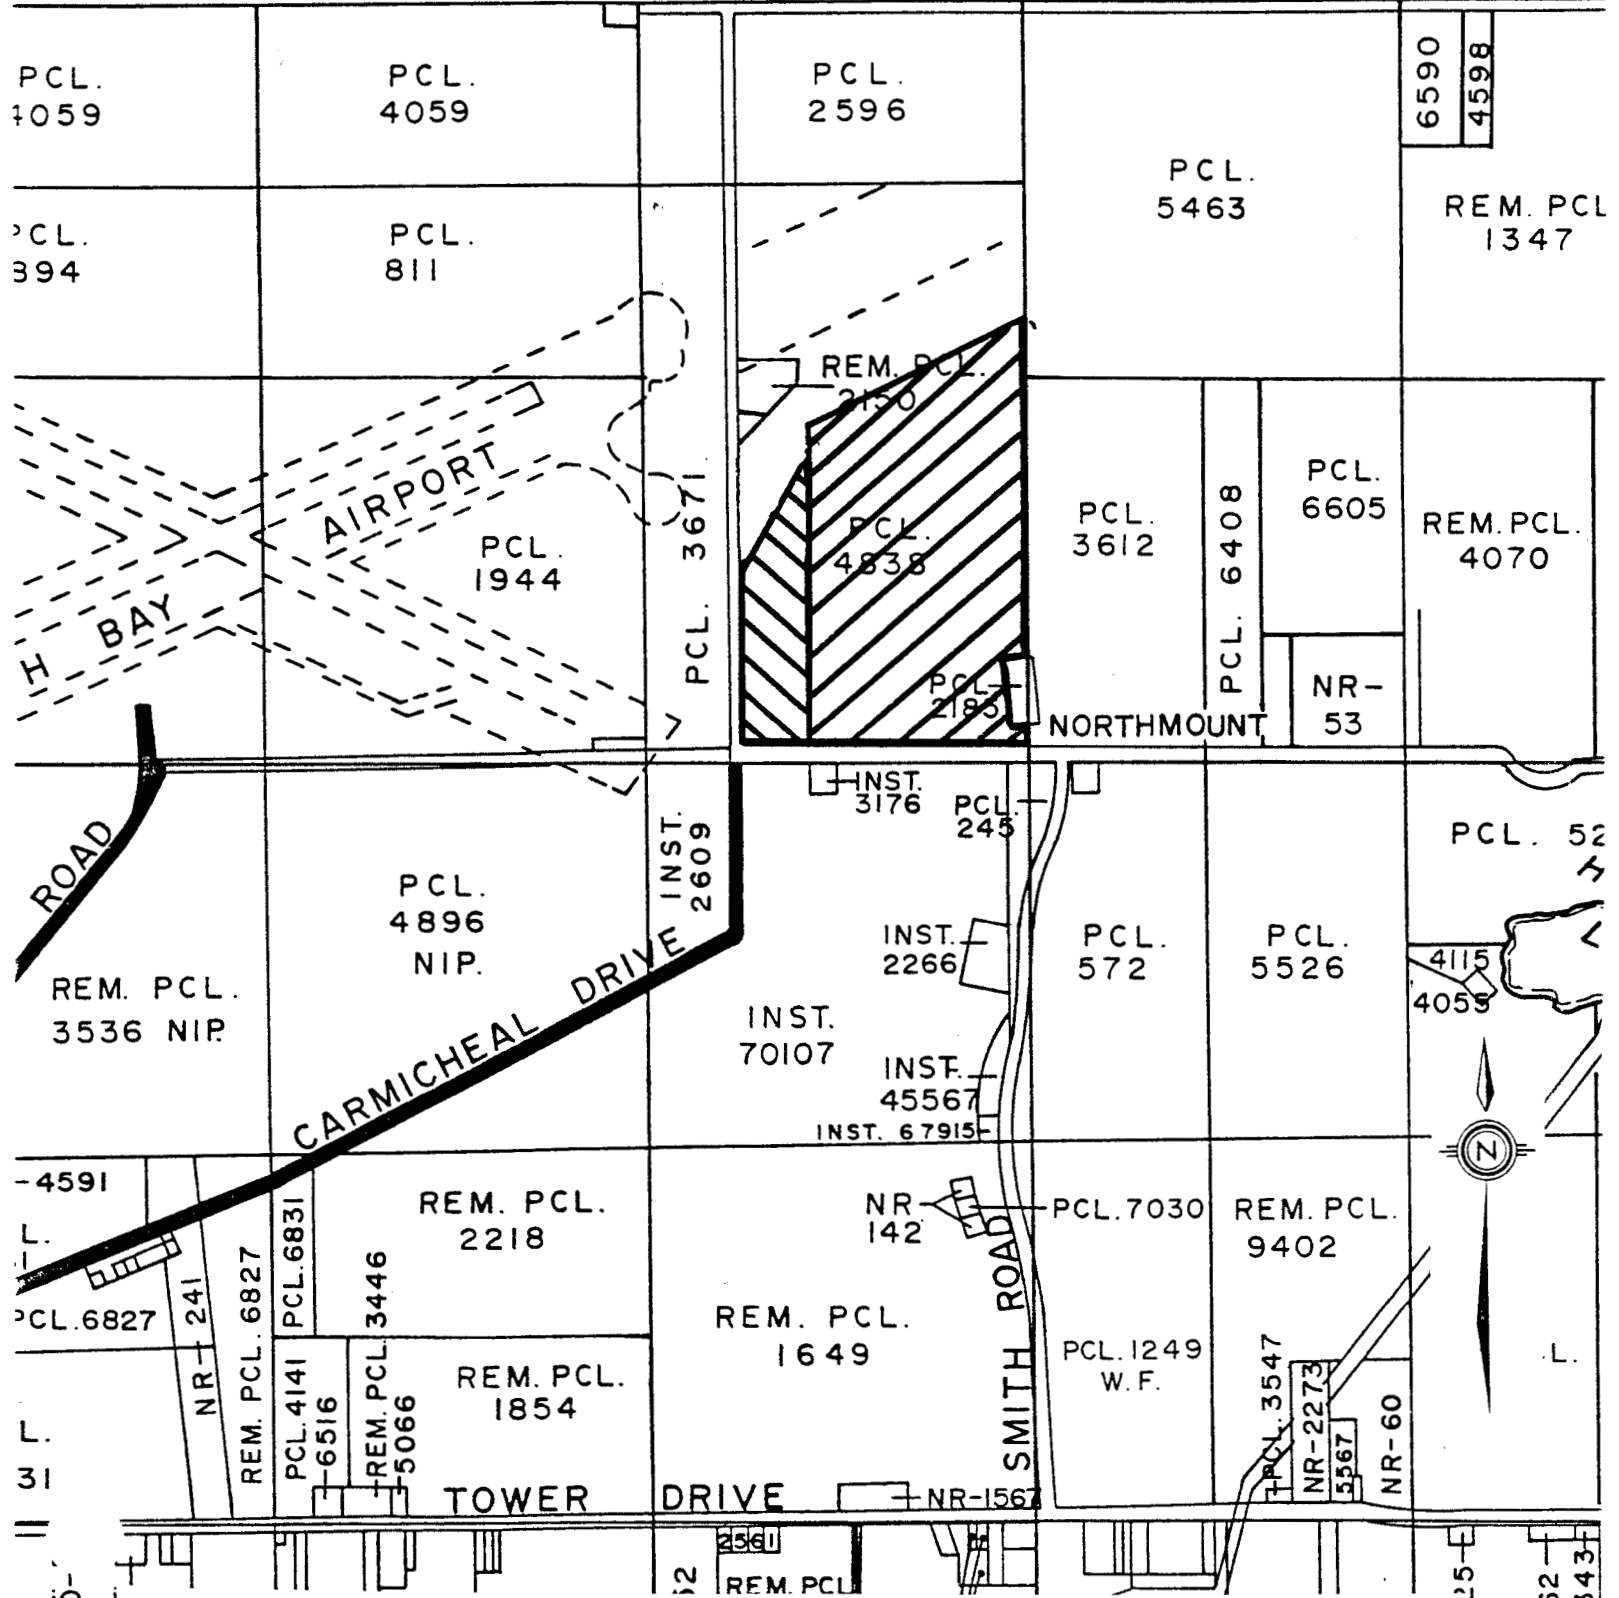 PCL.
4059
PCL.
4059
PCL.
2596
6590
4598
PCL.
5463
REM. PCL
1347
PCL.
394
PCL.
811
REM. PCL.
2150
AIRPORT
PCL. 3671
PCL.
4838
PCL.
3612
PCL. 6408
PCL.
6605
REM. PCL.
4070
PCL.
1944
H BAY
PCL.
2185
NR-
53
NORTHMOUNT
INST.
3176
PCL.
245
INST.
2609
ROAD
PCL. 52
H
PCL.
4896
NIP.
CARMICHEAL DRIVE
INST.
2266
PCL.
572
PCL.
5526
4115
4055
REM. PCL.
3536 NIP.
INST.
70107
INST.
45567
INST. 67915
N
-4591
L.
PCL.6831
REM. PCL.
2218
NR
142
PCL.7030
REM. PCL.
9402
PCL.6827
NR-241
REM. PCL. 6827
REM. PCL. 3446
REM. PCL.
1649
SMITH ROAD
PCL. 1249
W.F.
PCL. 3547
NR-2273
5567
NR-60
L.
L.
31
PCL. 4141
6516
5066
REM. PCL.
1854
TOWER DRIVE
NR-1567
2561
REM. PCL
52
25-
62-
343